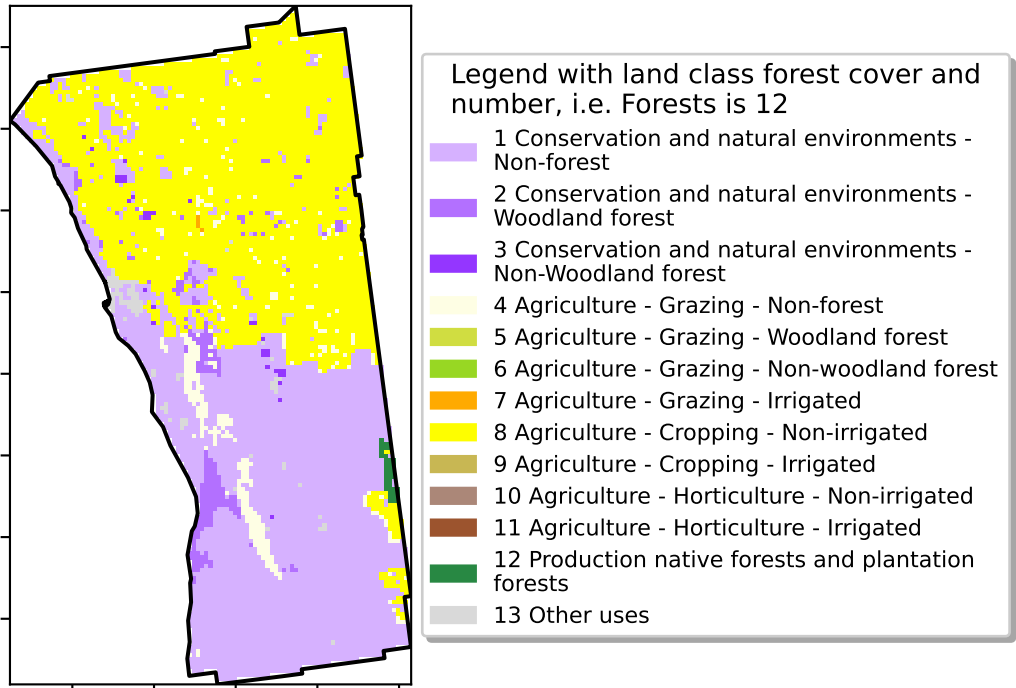 Legend with land class forest cover and
number, i.e. Forests is 12
1 Conservation and natural environments -
Non-forest
2 Conservation and natural environments -
Woodland forest
3 Conservation and natural environments -
Non-Woodland forest
4 Agriculture - Grazing - Non-forest
5 Agriculture - Grazing - Woodland forest
6 Agriculture - Grazing - Non-woodland forest
7 Agriculture - Grazing - Irrigated
8 Agriculture - Cropping - Non-irrigated
9 Agriculture - Cropping - Irrigated
10 Agriculture - Horticulture - Non-irrigated
11 Agriculture - Horticulture - Irrigated
12 Production native forests and plantation
forests
13 Other uses